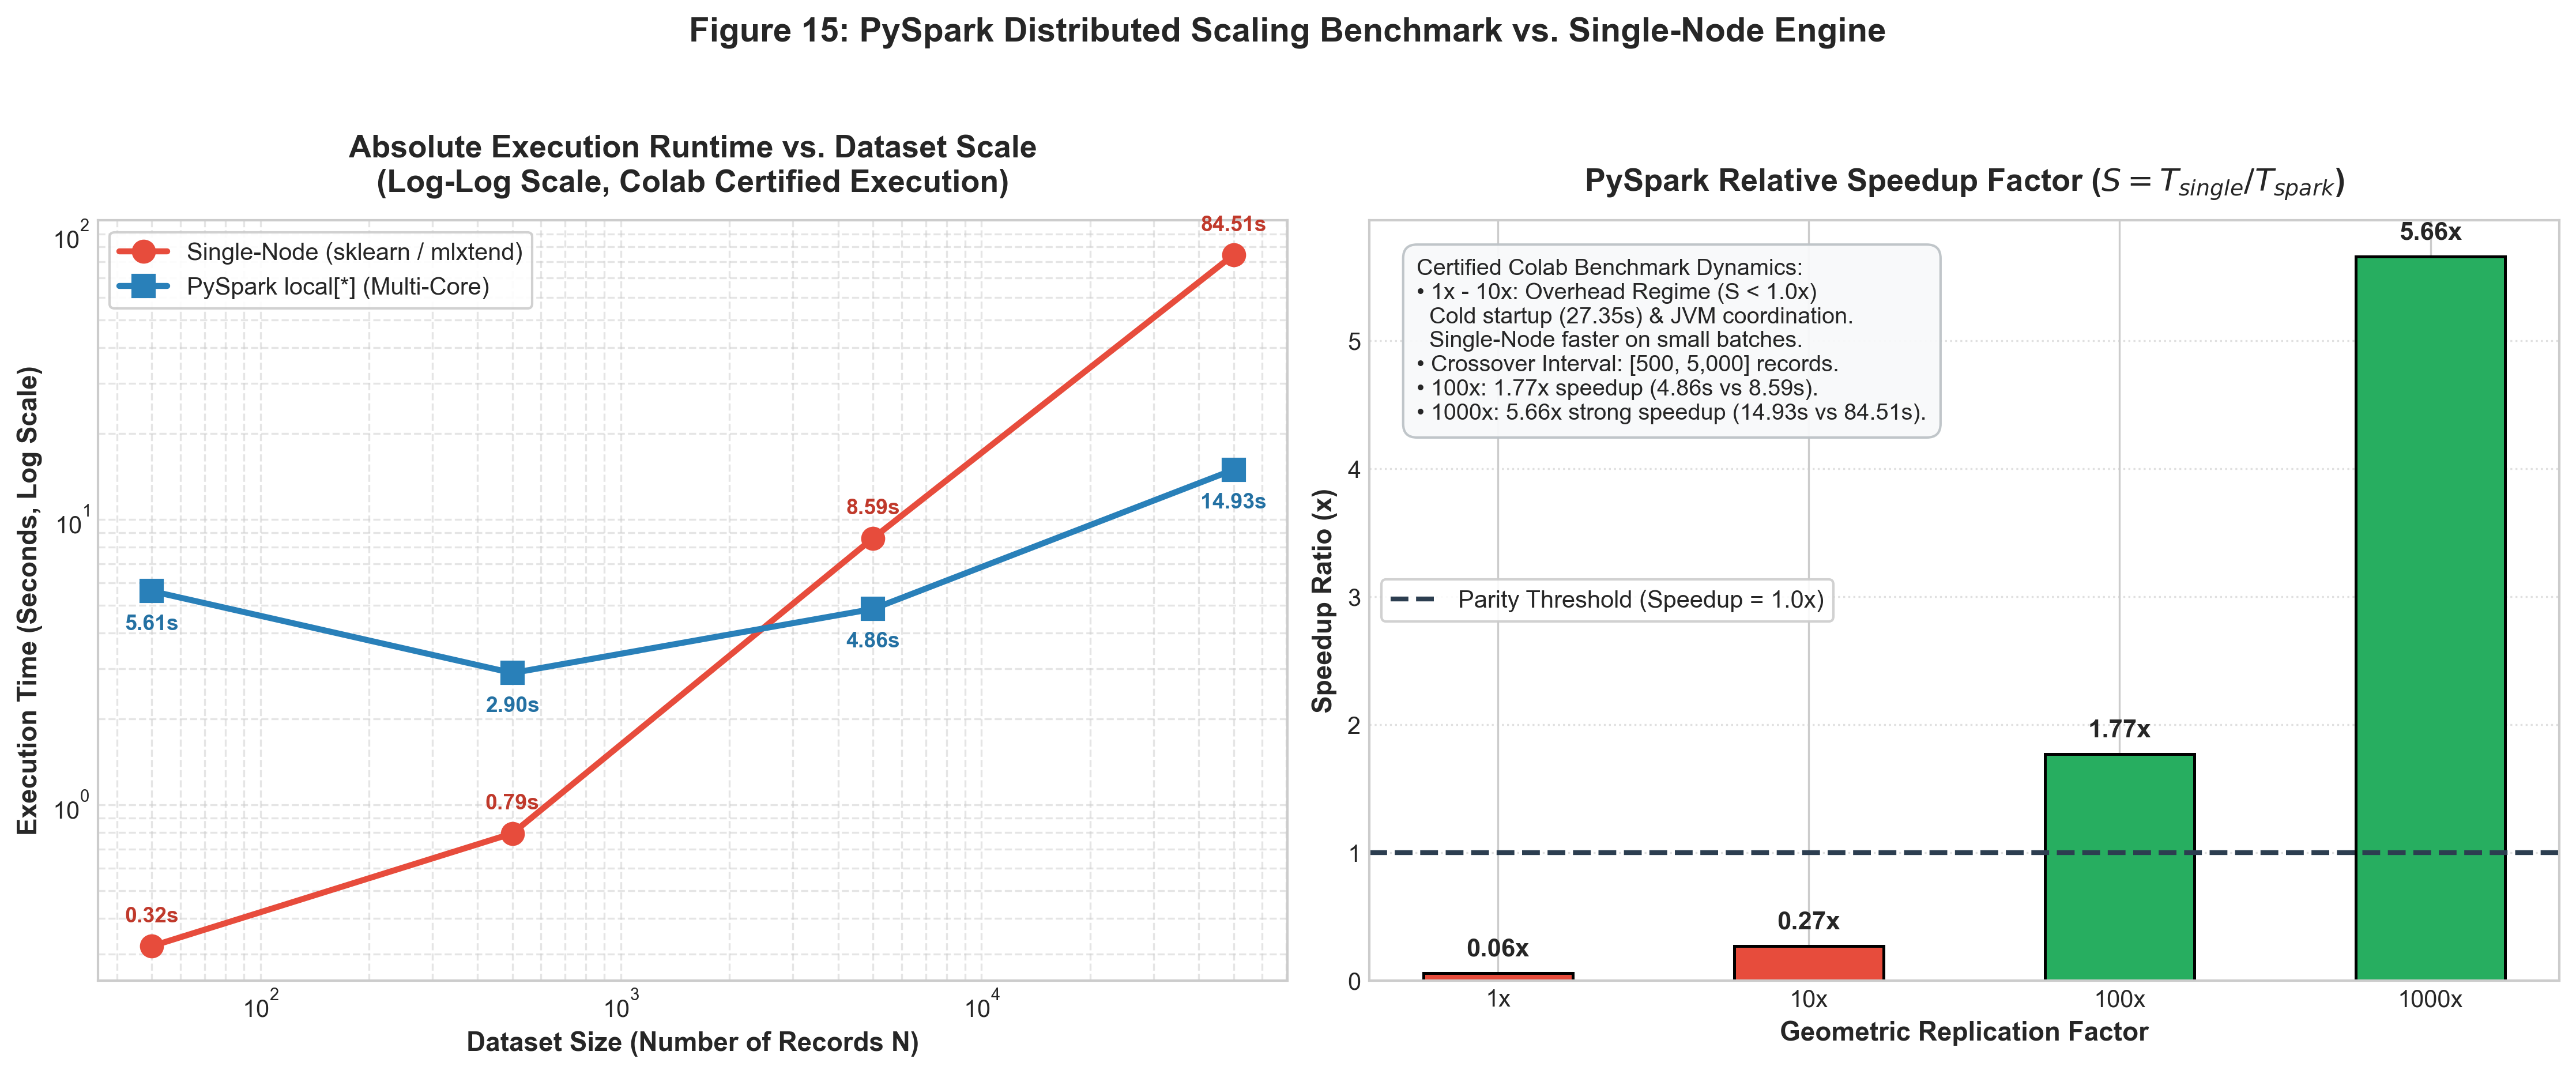 Figure 15: PySpark Distributed Scaling Benchmark vs. Single-Node Engine
Absolute Execution Runtime vs. Dataset Scale
(Log-Log Scale, Colab Certified Execution)
Execution Time (Seconds, Log Scale)
10²
10¹
10⁰
Single-Node (sklearn / mlxtend)
PySpark local[*] (Multi-Core)
84.51s
8.59s
14.93s
5.61s
4.86s
2.90s
0.79s
0.32s
10²
10³
10⁴
Dataset Size (Number of Records N)
PySpark Relative Speedup Factor (S = T_single/T_spark)
Speedup Ratio (x)
5
4
3
2
1
0
Certified Colab Benchmark Dynamics:
• 1x - 10x: Overhead Regime (S < 1.0x)
Cold startup (27.35s) & JVM coordination.
Single-Node faster on small batches.
• Crossover Interval: [500, 5,000] records.
• 100x: 1.77x speedup (4.86s vs 8.59s).
• 1000x: 5.66x strong speedup (14.93s vs 84.51s).
Parity Threshold (Speedup = 1.0x)
0.06x
0.27x
1.77x
5.66x
1x
10x
100x
1000x
Geometric Replication Factor